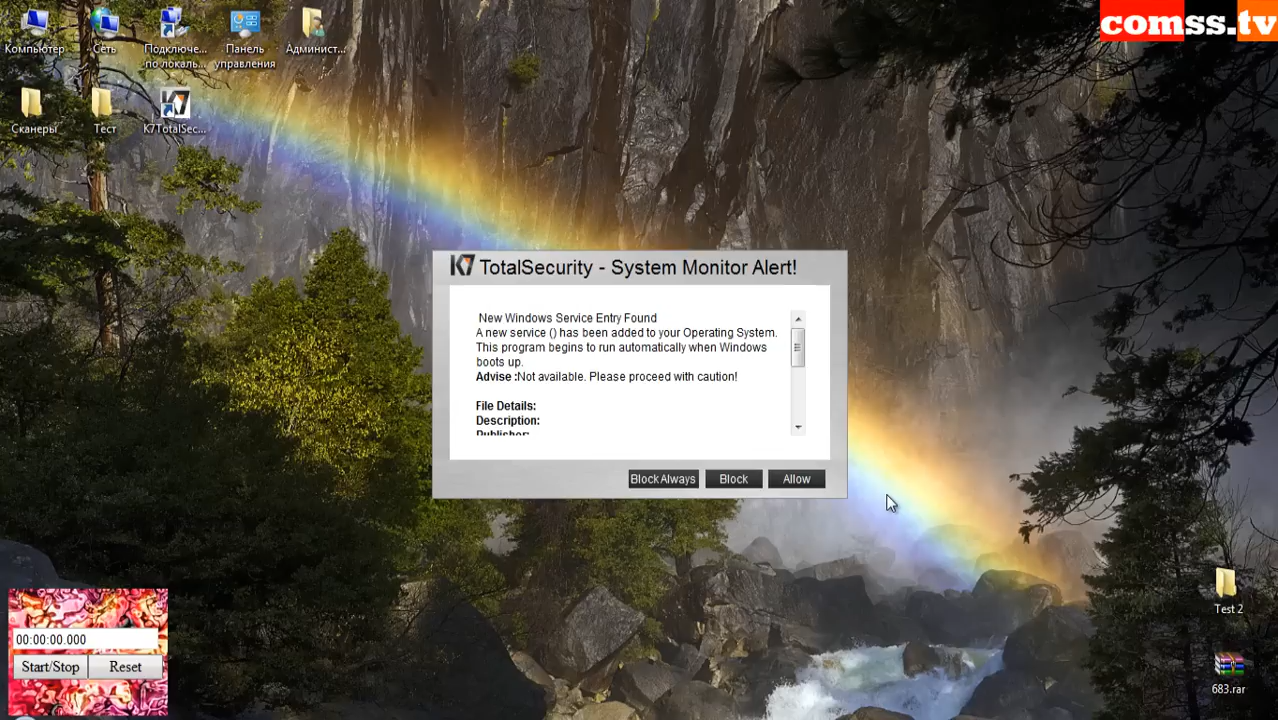 comss.tv
Компьютер
Сеть
Подключе...
по локаль...
Панель
управления
Админист...
Сканеры
Тест
K7TotalSec...
K7 TotalSecurity - System Monitor Alert!
New Windows Service Entry Found
A new service () has been added to your Operating System.
This program begins to run automatically when Windows
boots up.
Advise :Not available. Please proceed with caution!
File Details:
Description:
Publisher:
BlockAlways
Block
Allow
00:00:00.000
Start/Stop
Reset
Test 2
683.rar